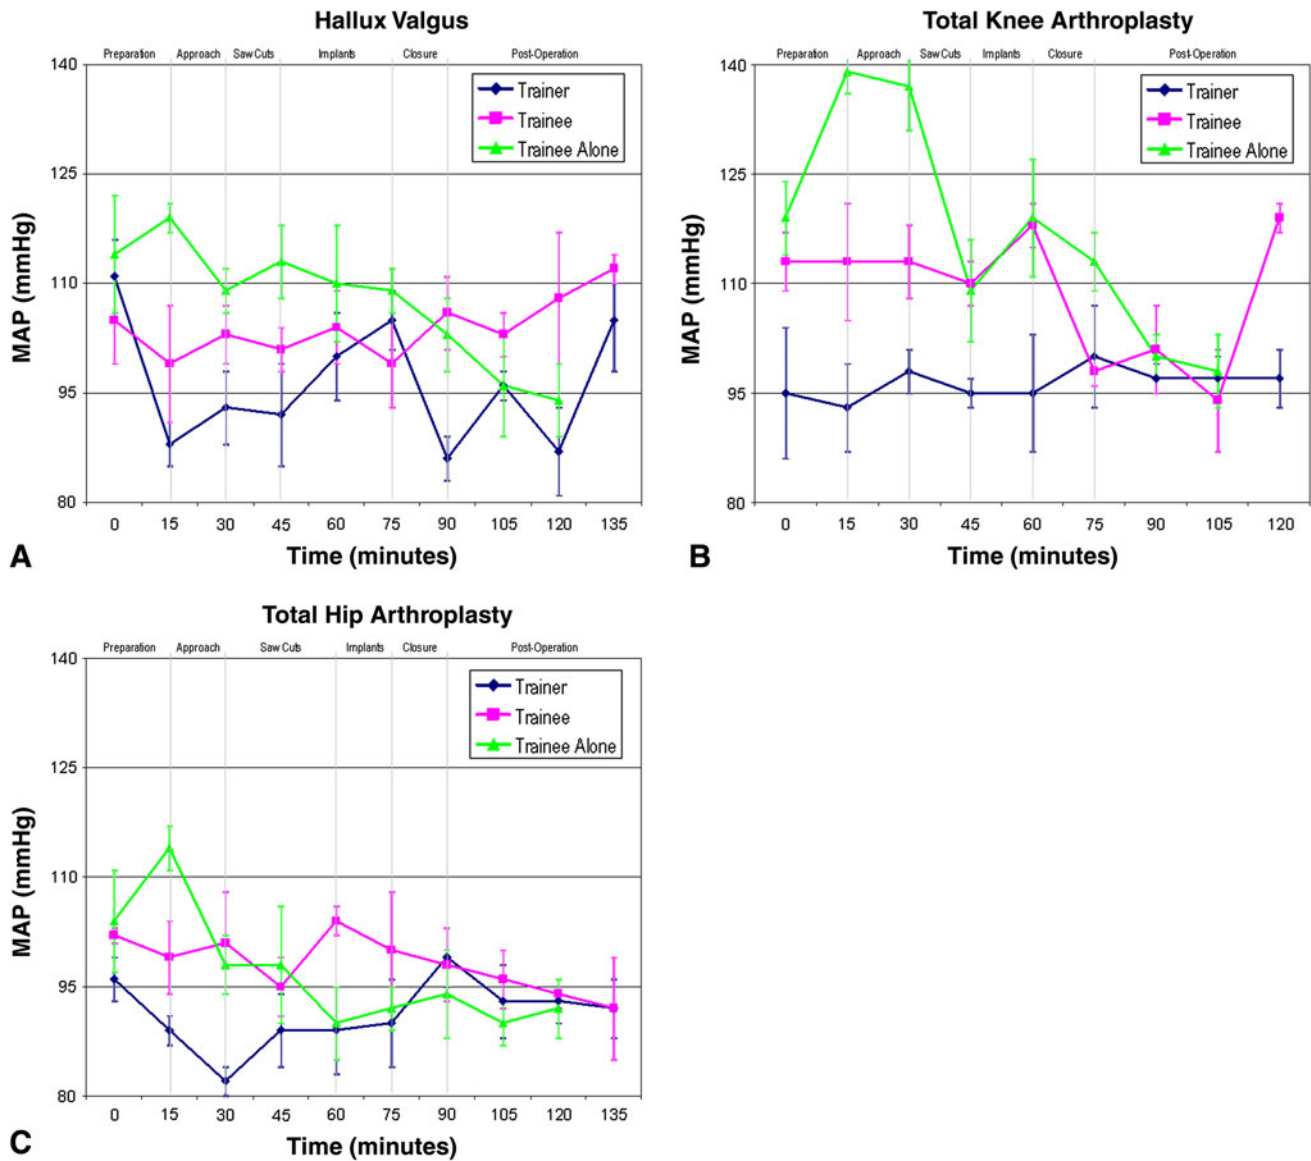 Hallux Valgus
Preparation Approach Saw Cuts Implants Closure Post-Operation
140
125
110
95
80
MAP (mmHg)
Trainer
Trainee
Trainee Alone
0 15 30 45 60 75 90 105 120 135
Time (minutes)
A
Total Knee Arthroplasty
Preparation Approach Saw Cuts Implants Closure Post-Operation
140
125
110
95
80
MAP (mmHg)
Trainer
Trainee
Trainee Alone
0 15 30 45 60 75 90 105 120
Time (minutes)
B
Total Hip Arthroplasty
Preparation Approach Saw Cuts Implants Closure Post-Operation
140
125
110
95
80
MAP (mmHg)
Trainer
Trainee
Trainee Alone
0 15 30 45 60 75 90 105 120 135
Time (minutes)
C